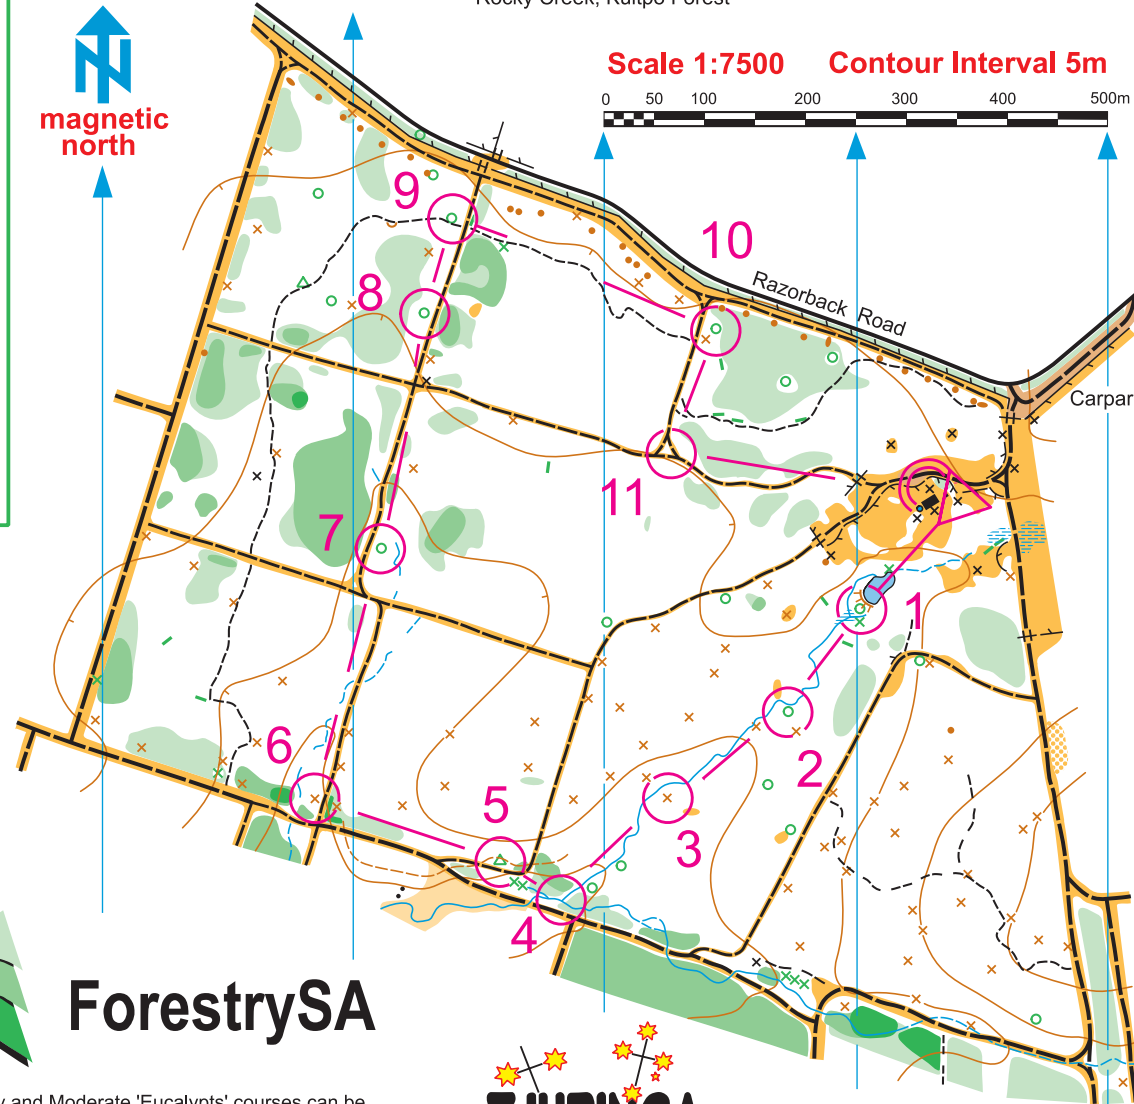 Rocky Creek, Kuitpo Forest
magnetic
north
Scale 1:7500 Contour Interval 5m
0 50 100 200 300 400 500m
9
10
8
Razorback Road
Carpar
11
7
1
6
2
5
3
4
ForestrySA
y and Moderate 'Eucalypts' courses can be